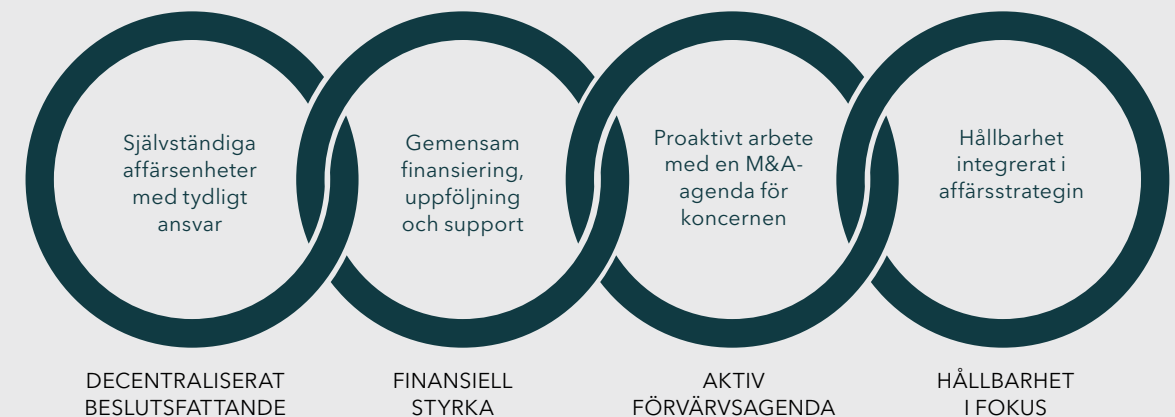 Självständiga
affärsenheter
med tydligt
ansvar
Gemensam
finansiering,
uppföljning
och support
Proaktivt arbete
med en M&A-
agenda för
koncernen
Hållbarhet
integrerat i
affärsstrategin
DECENTRALISERAT
BESLUTSFATTANDE
FINANSIELL
STYRKA
AKTIV
FÖRVÄRVSAGENDA
HÅLLBARHET
I FOKUS